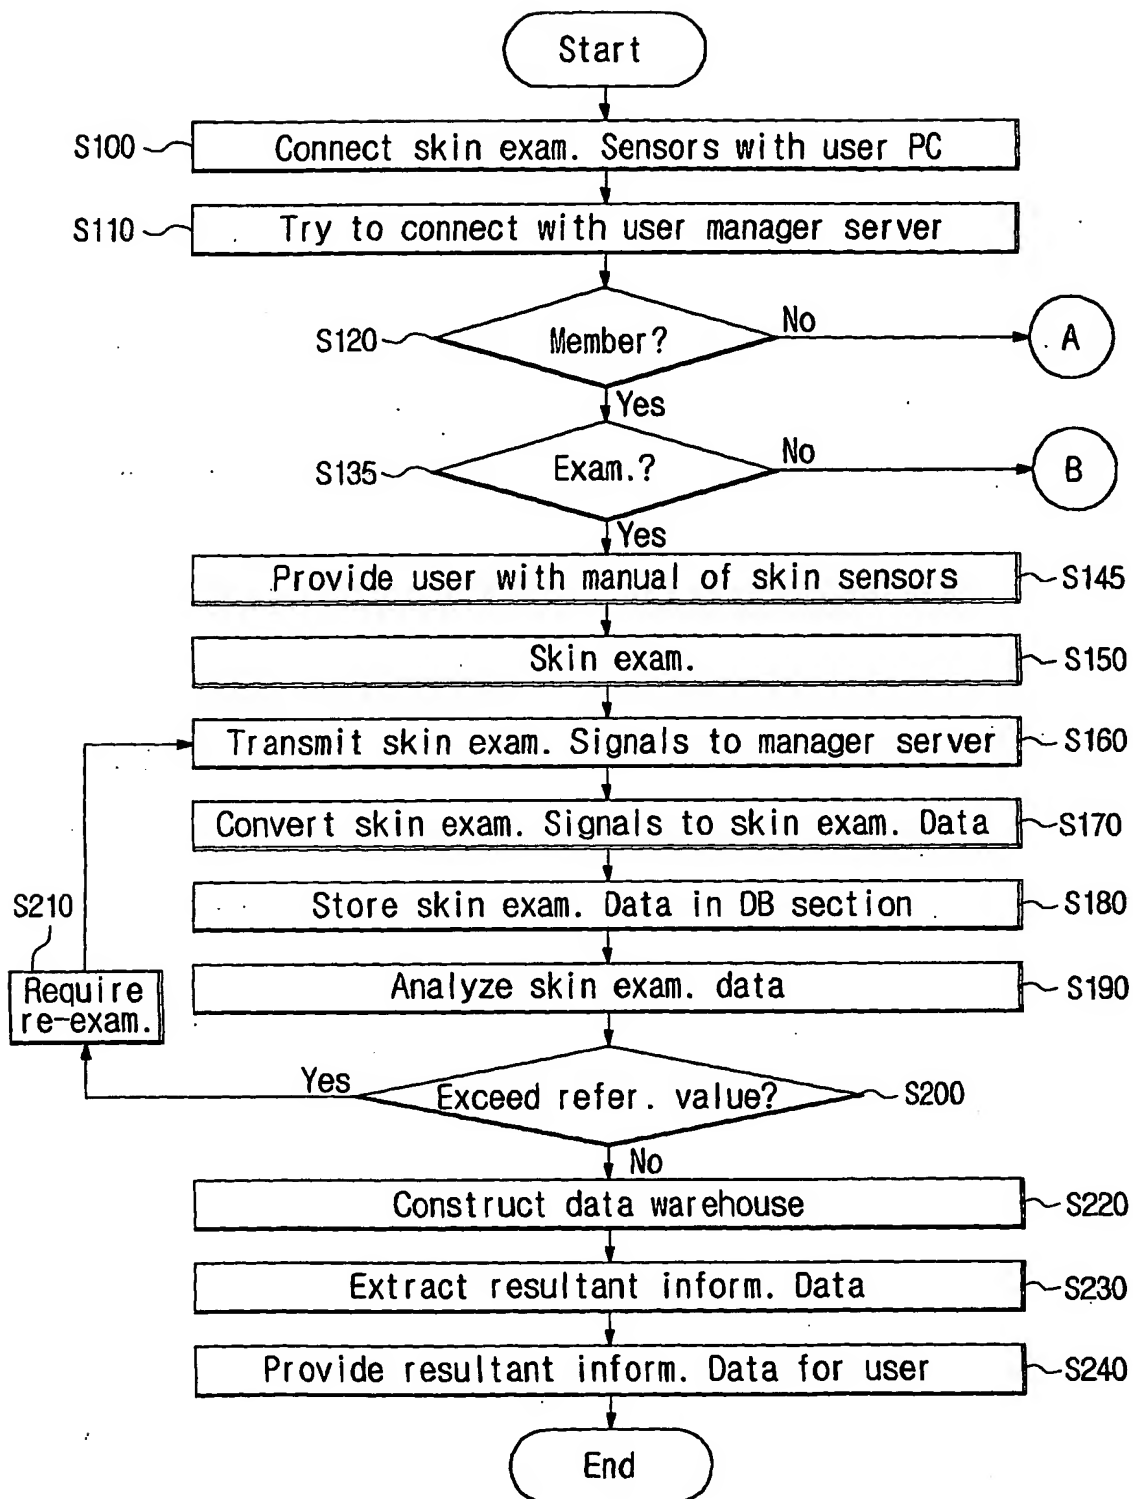 Start
S100
Connect skin exam. Sensors with user PC
S110
Try to connect with user manager server
S120
Member?
No
A
Yes
S135
Exam.?
No
B
Yes
Provide user with manual of skin sensors
S145
Skin exam.
S150
Transmit skin exam. Signals to manager server
S160
Convert skin exam. Signals to skin exam. Data
S170
S210
Store skin exam. Data in DB section
S180
Require
re-exam.
Analyze skin exam. data
S190
Yes
Exceed refer. value?
S200
No
Construct data warehouse
S220
Extract resultant inform. Data
S230
Provide resultant inform. Data for user
S240
End